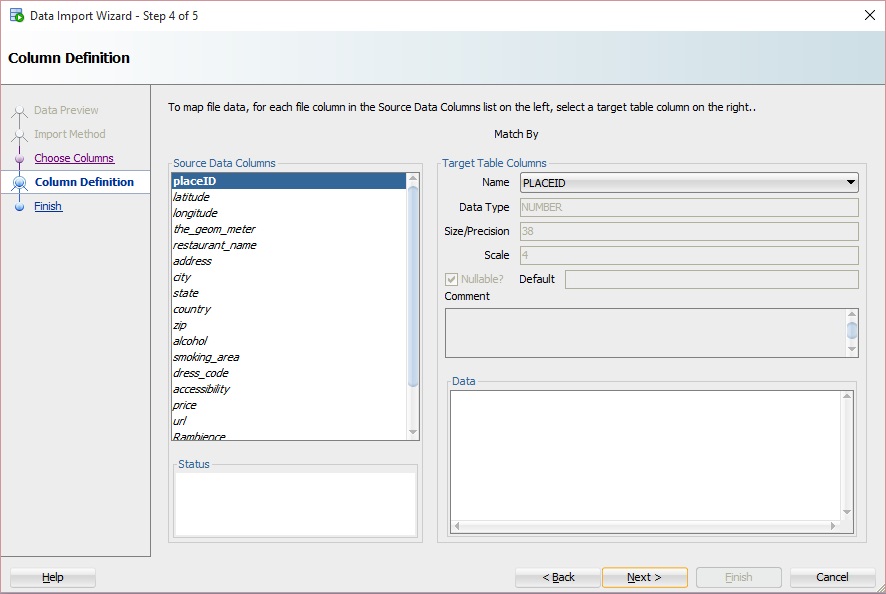 Data Import Wizard - Step 4 of 5
Column Definition
Data Preview
Import Method
Choose Columns
Column Definition
Finish
To map file data, for each file column in the Source Data Columns list on the left, select a target table column on the right..
Match By
Source Data Columns
placeID
latitude
longitude
the_geom_meter
restaurant_name
address
city
state
country
zip
alcohol
smoking_area
dress_code
accessibility
price
url
Rambience
Status
Target Table Columns
Name PLACEID
Data Type NUMBER
Size/Precision 38
Scale 4
Nullable? Default
Comment
Data
Help
< Back
Next >
Finish
Cancel